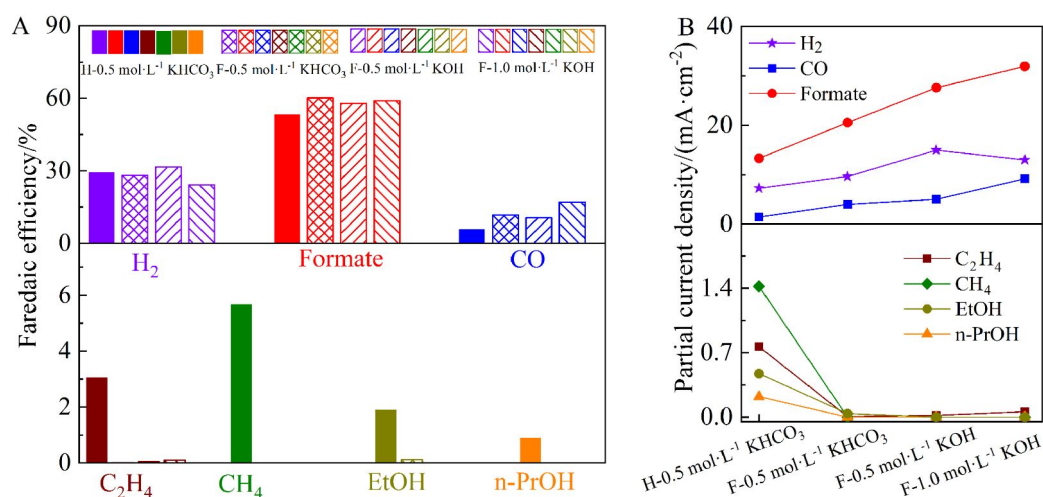 A
90
60
30
0
6
4
2
0
Faredaic efficiency/%
H-0.5 mol·L⁻¹ KHCO₃
F-0.5 mol·L⁻¹ KHCO₃
F-0.5 mol·L⁻¹ KOH
F-1.0 mol·L⁻¹ KOH
H₂
Formate
CO
C₂H₄
CH₄
EtOH
n-PrOH
B
40
20
0
1.4
0.7
0.0
Partial current density/(mA·cm⁻²)
H₂
CO
Formate
C₂H₄
CH₄
EtOH
n-PrOH
H-0.5 mol·L⁻¹ KHCO₃
F-0.5 mol·L⁻¹ KHCO₃
F-0.5 mol·L⁻¹ KOH
F-1.0 mol·L⁻¹ KOH